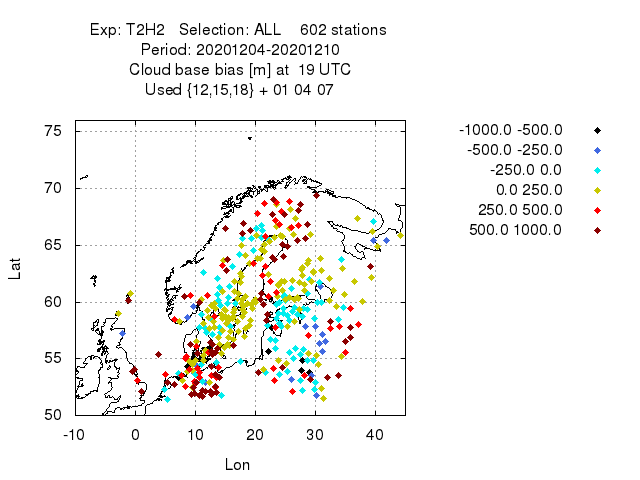 Exp: T2H2 Selection: ALL 602 stations
Period: 20201204-20201210
Cloud base bias [m] at 19 UTC
Used {12,15,18} + 01 04 07
-1000.0 -500.0
-500.0 -250.0
-250.0 0.0
0.0 250.0
250.0 500.0
500.0 1000.0
75
70
65
60
55
50
Lat
-10 0 10 20 30 40
Lon